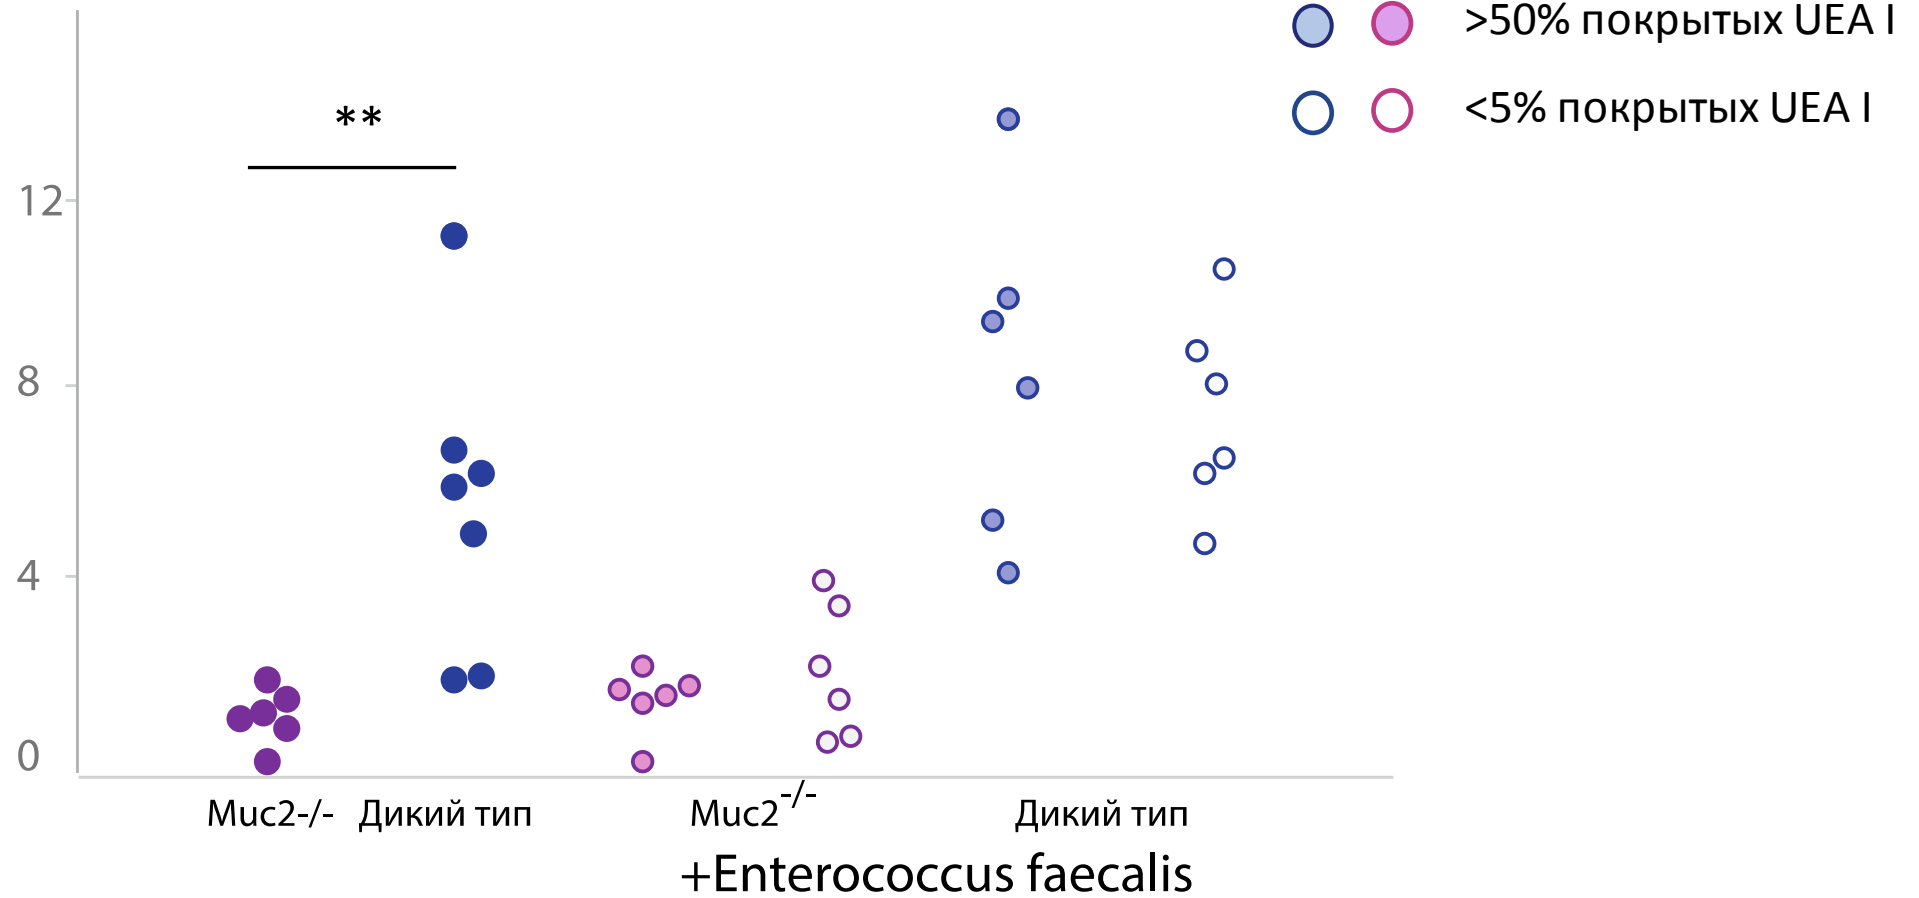 >50% покрытых UEA I
<5% покрытых UEA I
**
12
8
4
0
Muc2-/- Дикий тип Muc2-/- Дикий тип
+Enterococcus faecalis